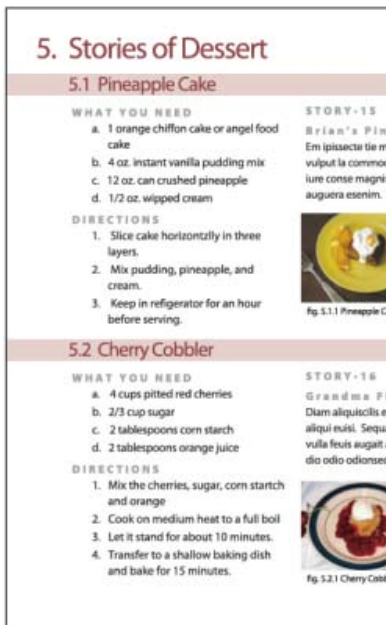 5. Stories of Dessert
5.1 Pineapple Cake
WHAT YOU NEED
a. 1 orange chiffon cake or angel food
cake
b. 4 oz. instant vanilla pudding mix
c. 12 oz. can crushed pineapple
d. 1/2 oz. wipped cream
DIRECTIONS
1. Slice cake horizontzlly in three
layers.
2. Mix pudding, pineapple, and
cream.
3. Keep in refigerator for an hour
before serving.
STORY-15
Brian's Pin
Em ipissecte tie m
vulput la commod
iure conse magni
auguera esenim.
fig. 5.1.1 Pineapple C
5.2 Cherry Cobbler
WHAT YOU NEED
a. 4 cups pitted red cherries
b. 2/3 cup sugar
c. 2 tablespoons corn starch
d. 2 tablespoons orange juice
DIRECTIONS
1. Mix the cherries, sugar, corn startch
and orange
2. Cook on medium heat to a full boil
3. Let it stand for about 10 minutes.
4. Transfer to a shallow baking dish
and bake for 15 minutes.
STORY-16
Grandma P
Diam aliquiscilis e
aliqui euisi. Sequa
vulla feuis augait
dio odio odionsec
fig. 5.2.1 Cherry Cobb